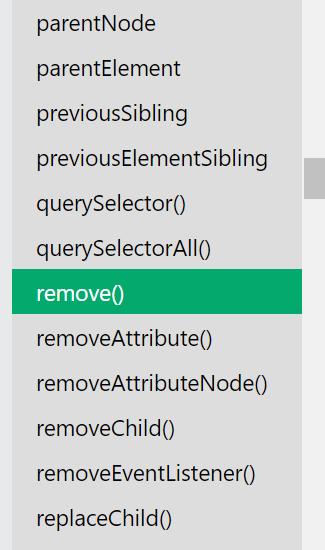 parentNode
parentElement
previousSibling
previousElementSibling
querySelector()
querySelectorAll()
remove()
removeAttribute()
removeAttributeNode()
removeChild()
removeEventListener()
replaceChild()